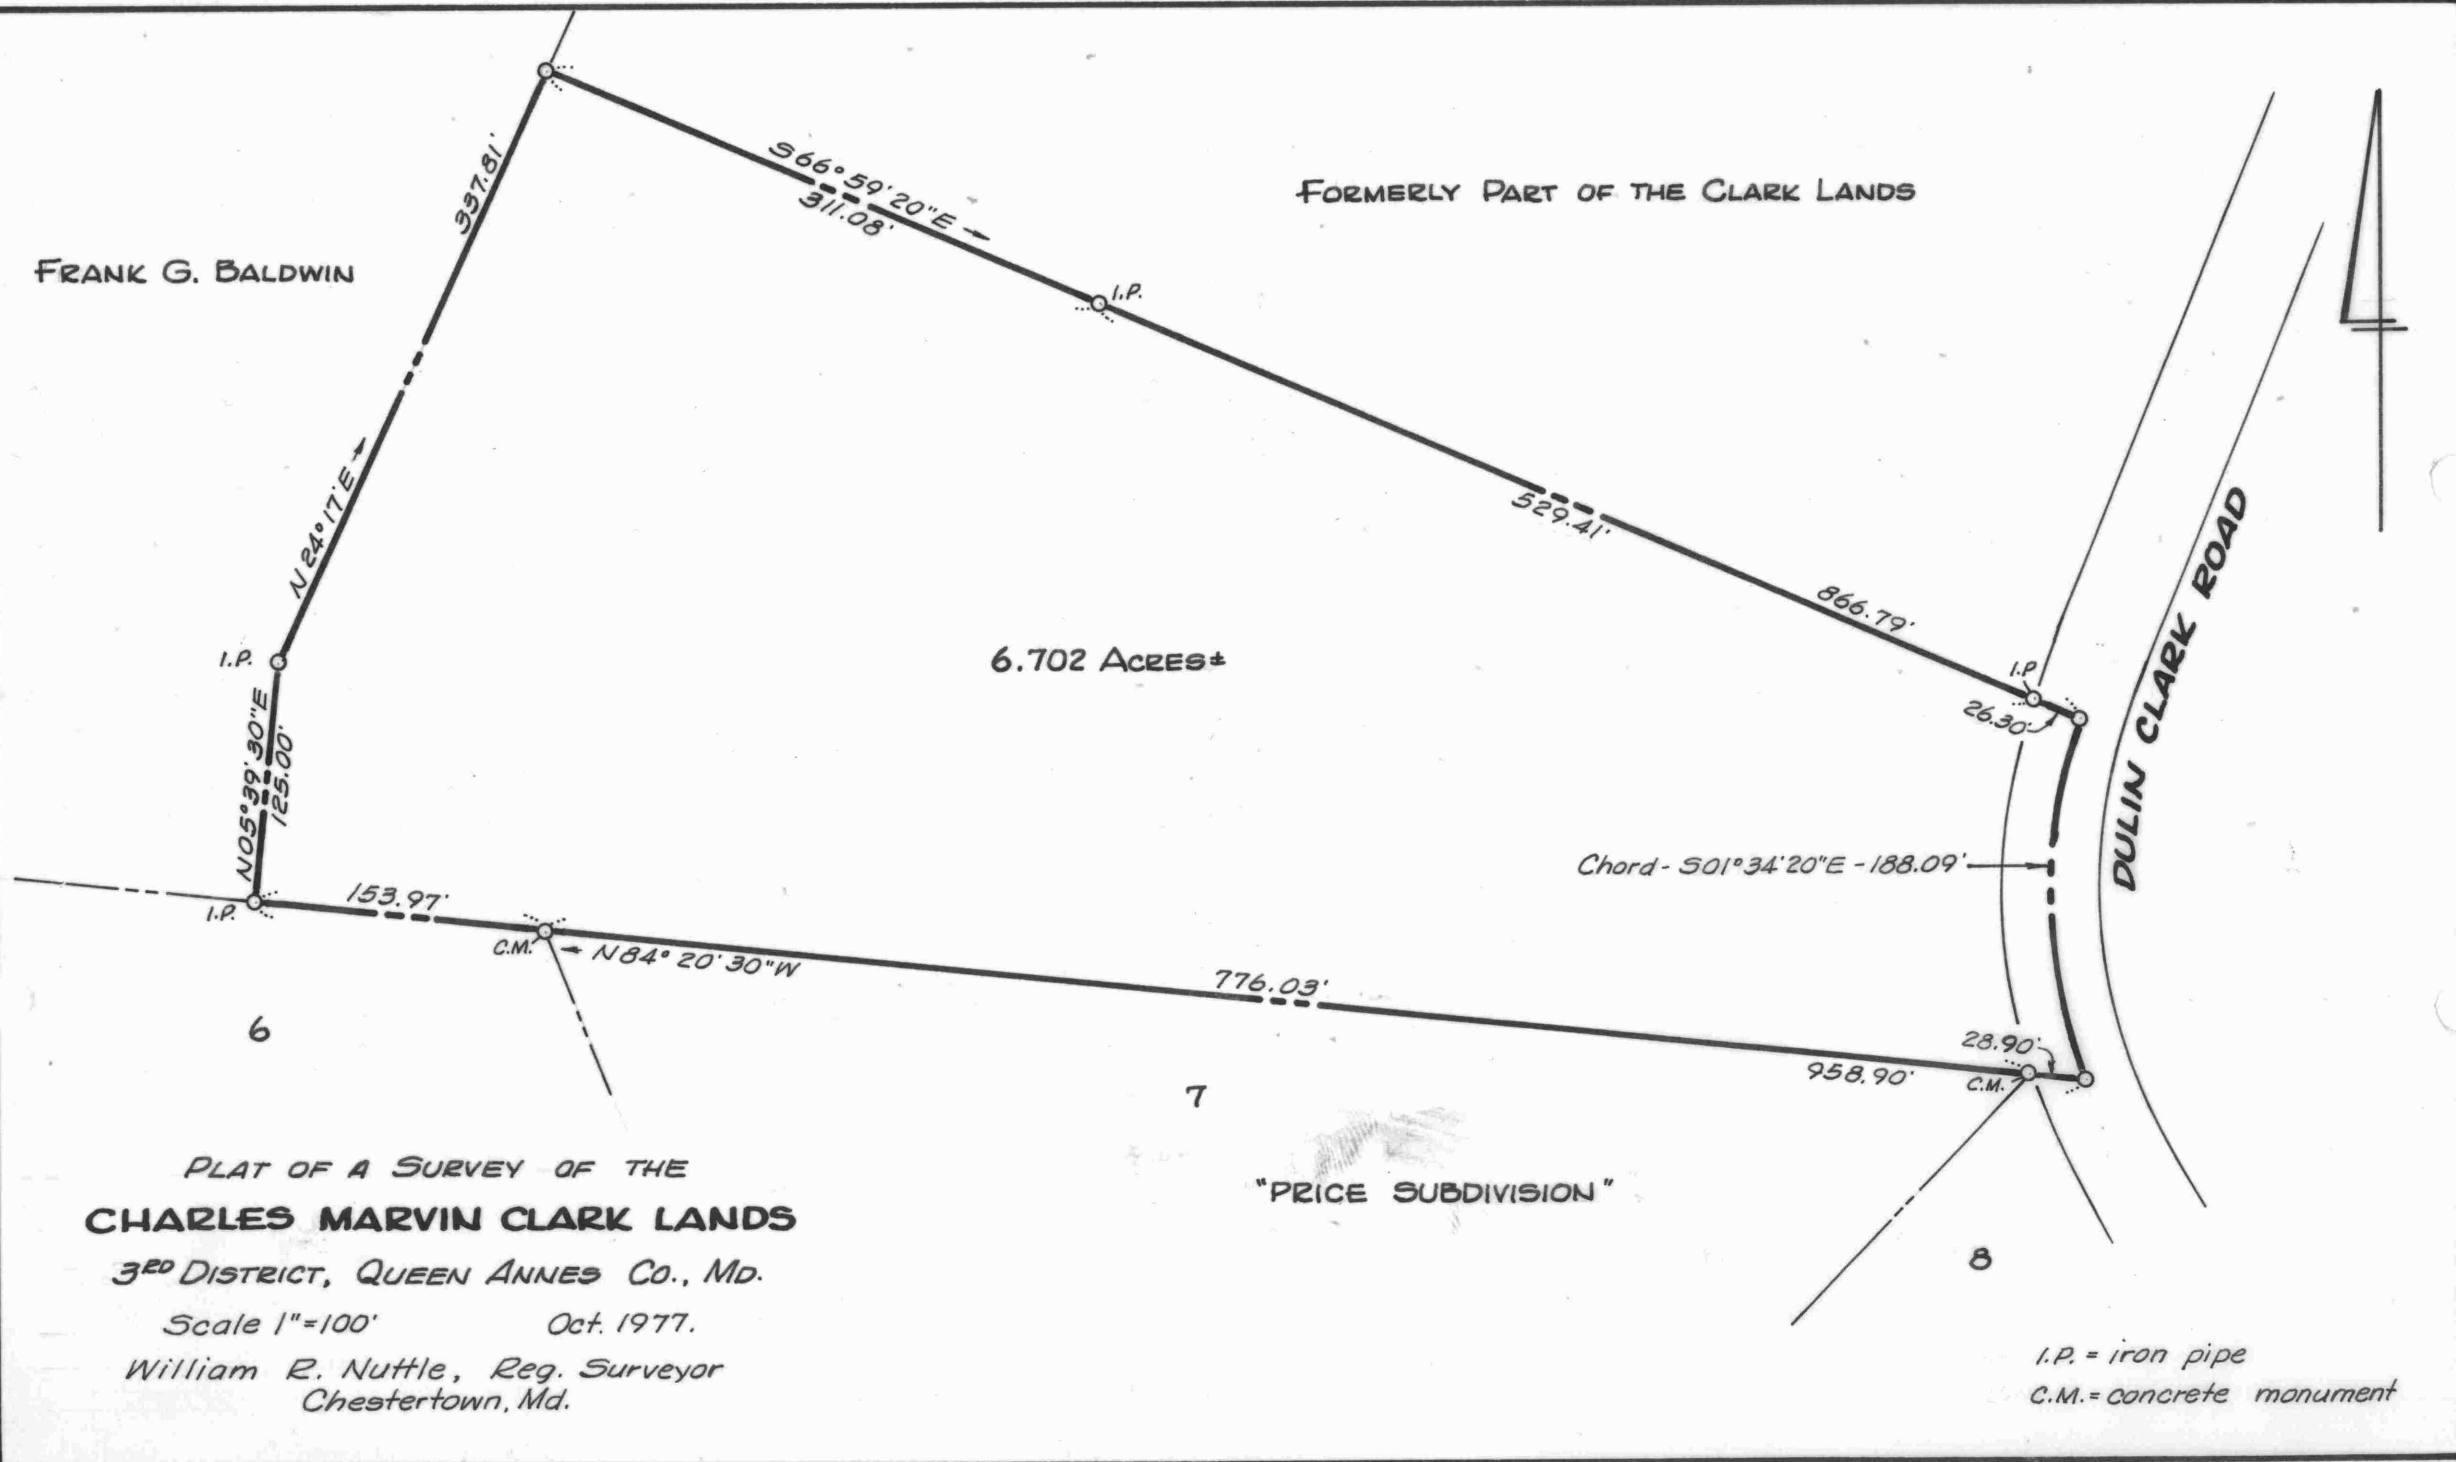 337.81'
S66°59'20"E
311.08'
FORMERLY PART OF THE CLARK LANDS
FRANK G. BALDWIN
I.P.
N24°17'E
529.41'
866.79'
DULIN CLARK ROAD
I.P.
6.702 ACRES±
I.P.
26.30'
N05°39'30"E
125.00'
Chord - S01°34'20"E - 188.09'
153.97'
I.P.
C.M.
N84°20'30"W
776.03'
28.90'
958.90'
C.M.
6
7
"PRICE SUBDIVISION"
8
PLAT OF A SURVEY OF THE
CHARLES MARVIN CLARK LANDS
3RD DISTRICT, QUEEN ANNES CO., MD.
Scale 1"=100' Oct. 1977.
William R. Nuttle, Reg. Surveyor
Chestertown, Md.
I.P. = iron pipe
C.M. = concrete monument